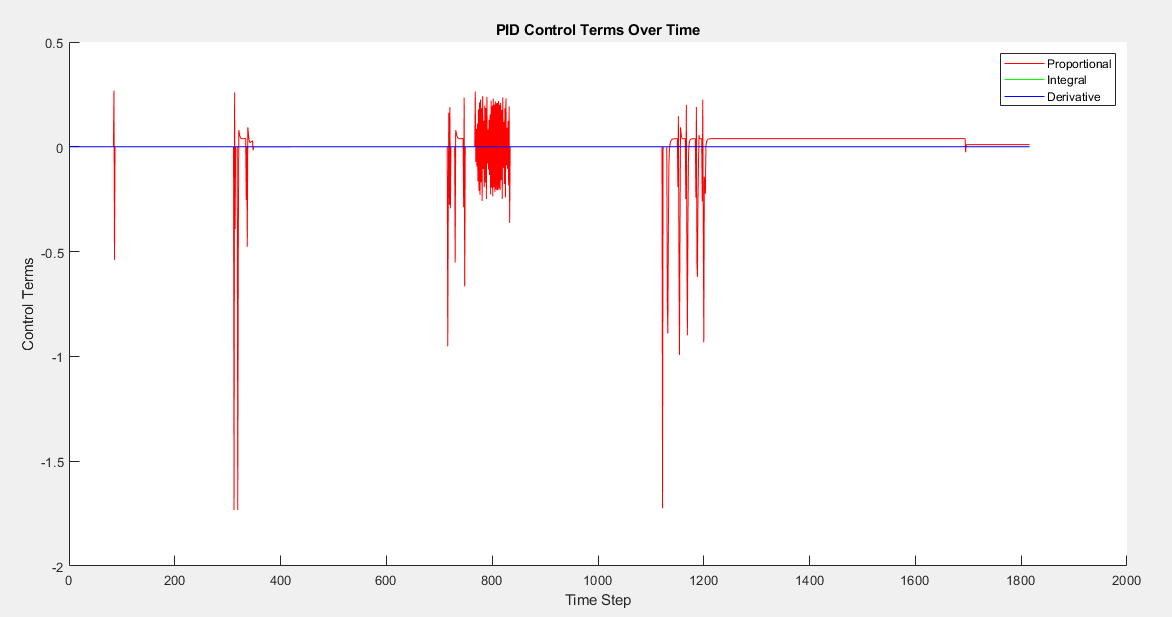 PID Control Terms Over Time
Proportional
Integral
Derivative
0.5
0
-0.5
-1
-1.5
-2
Control Terms
0 200 400 600 800 1000 1200 1400 1600 1800 2000
Time Step